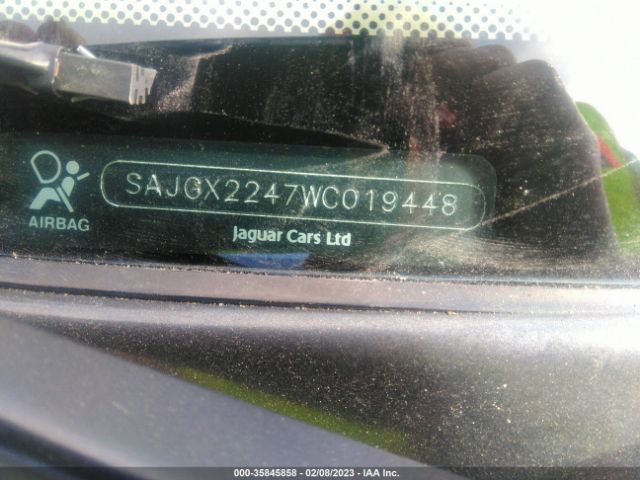 SAJGX2247WC019448
AIRBAG
Jaguar Cars Ltd
000-35845858 - 02/08/2023 - IAA Inc.